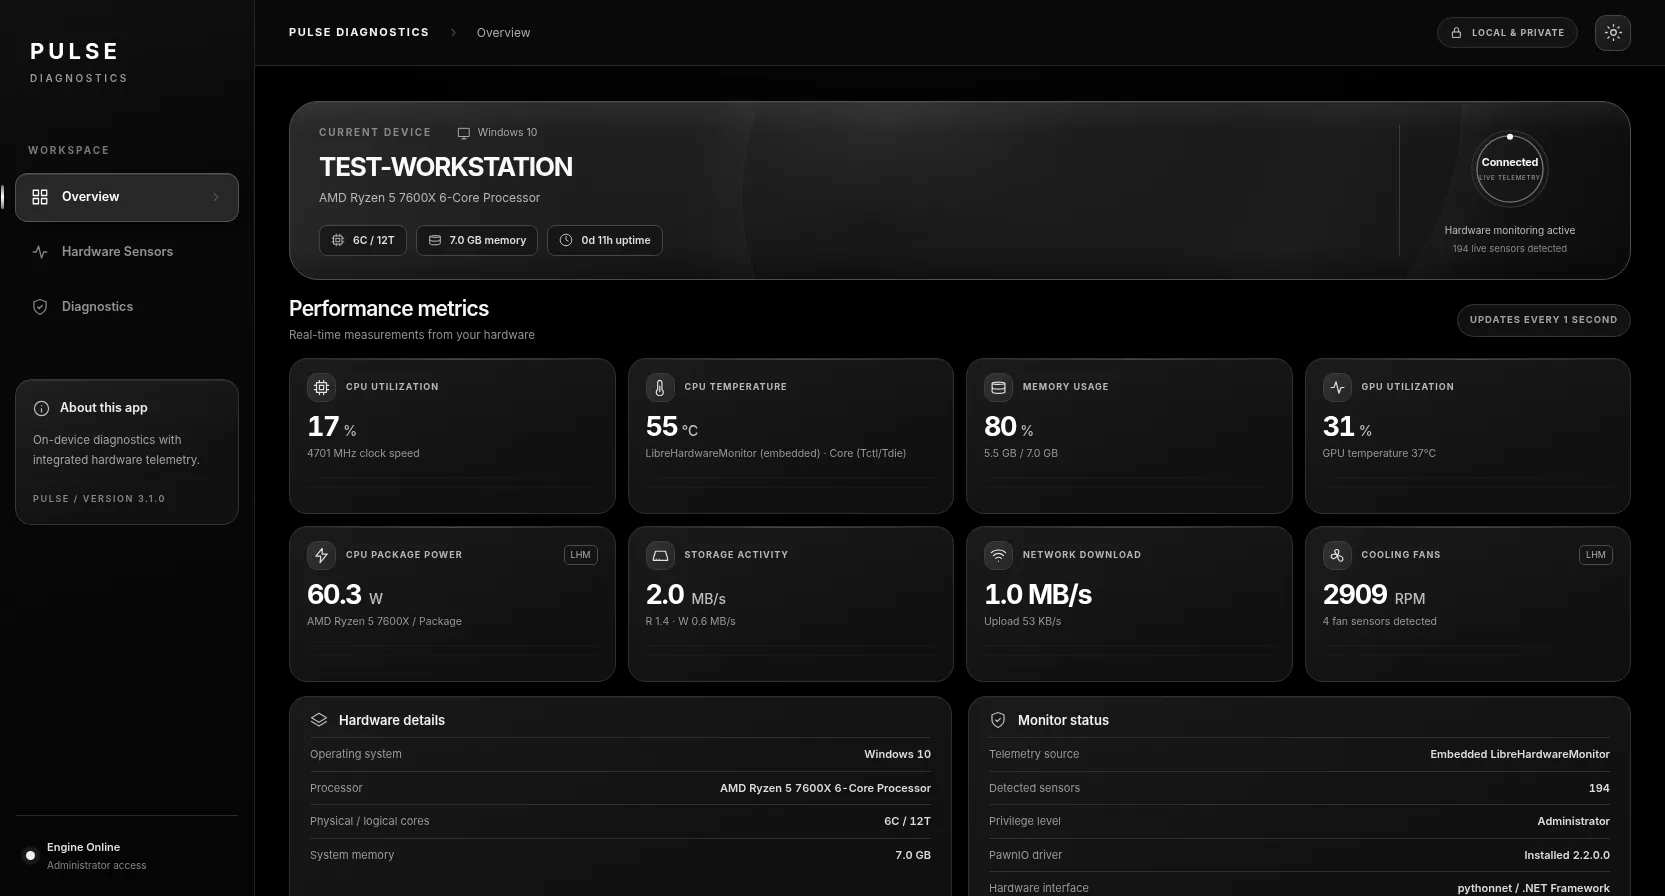 PULSE
DIAGNOSTICS
WORKSPACE
Overview
Hardware Sensors
Diagnostics
About this app
On-device diagnostics with
integrated hardware telemetry.
PULSE / VERSION 3.1.0
Engine Online
Administrator access
PULSE DIAGNOSTICS
Overview
LOCAL & PRIVATE
CURRENT DEVICE
Windows 10
TEST-WORKSTATION
AMD Ryzen 5 7600X 6-Core Processor
6C / 12T
7.0 GB memory
0d 11h uptime
Connected
LIVE TELEMETRY
Hardware monitoring active
194 live sensors detected
Performance metrics
Real-time measurements from your hardware
UPDATES EVERY 1 SECOND
CPU UTILIZATION
17 %
4701 MHz clock speed
CPU TEMPERATURE
55 °C
LibreHardwareMonitor (embedded) · Core (Tctl/Tdie)
MEMORY USAGE
80 %
5.5 GB / 7.0 GB
GPU UTILIZATION
31 %
GPU temperature 37°C
CPU PACKAGE POWER
LHM
60.3 W
AMD Ryzen 5 7600X / Package
STORAGE ACTIVITY
2.0 MB/s
R 1.4 · W 0.6 MB/s
NETWORK DOWNLOAD
1.0 MB/s
Upload 53 KB/s
COOLING FANS
LHM
2909 RPM
4 fan sensors detected
Hardware details
Operating system Windows 10
Processor AMD Ryzen 5 7600X 6-Core Processor
Physical / logical cores 6C / 12T
System memory 7.0 GB
Monitor status
Telemetry source Embedded LibreHardwareMonitor
Detected sensors 194
Privilege level Administrator
PawnIO driver Installed 2.2.0.0
Hardware interface pythonnet / .NET Framework